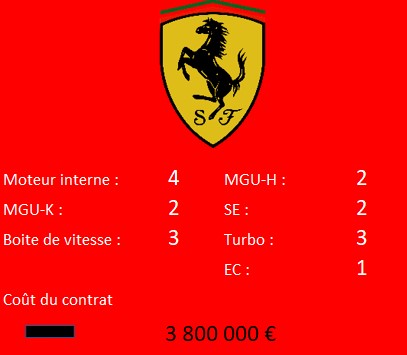 S F
Moteur interne : 4 MGU-H : 2
MGU-K : 2 SE : 2
Boite de vitesse : 3 Turbo : 3
EC : 1
Coût du contrat
3 800 000 €